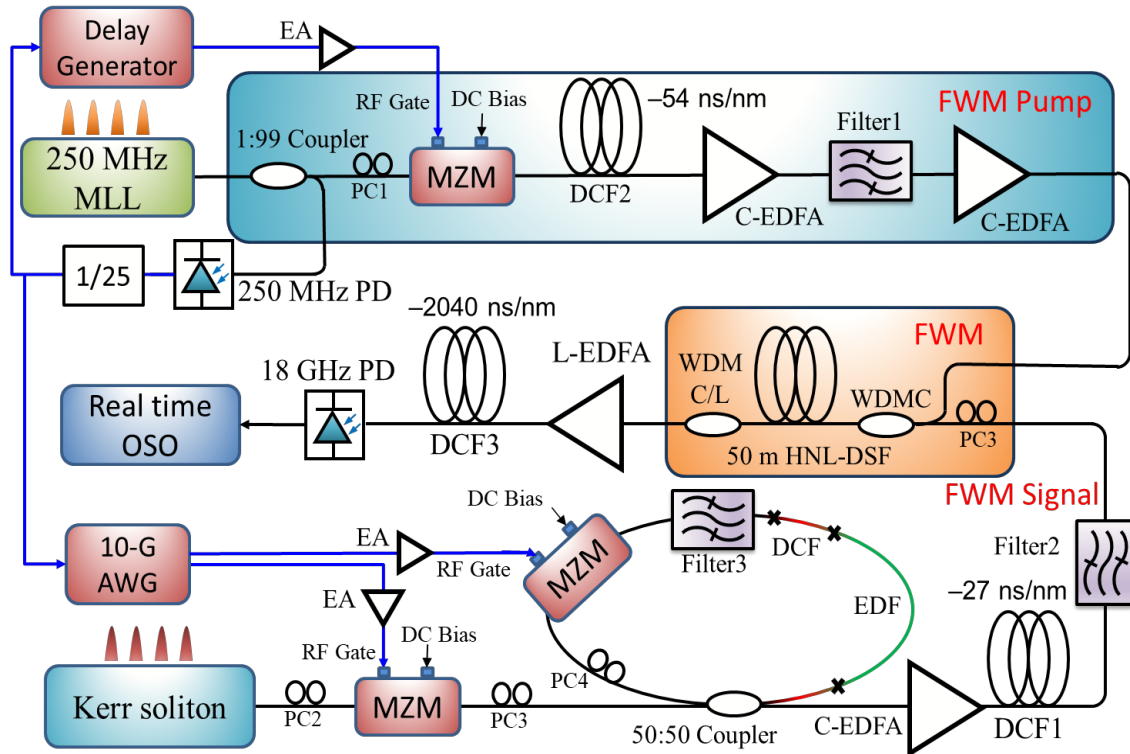 Delay
Generator
EA
RF Gate
DC Bias
–54 ns/nm
FWM Pump
Filter1
250 MHz
MLL
1:99 Coupler
PC1
MZM
DCF2
C-EDFA
C-EDFA
1/25
250 MHz PD
–2040 ns/nm
FWM
L-EDFA
WDM
C/L
WDMC
PC3
18 GHz PD
Real time
OSO
DCF3
50 m HNL-DSF
FWM Signal
DC Bias
10-G
AWG
EA
RF Gate
MZM
Filter3
DCF
Filter2
EA
EDF
–27 ns/nm
RF Gate
DC Bias
PC4
Kerr soliton
PC2
MZM
PC3
50:50 Coupler
C-EDFA
DCF1